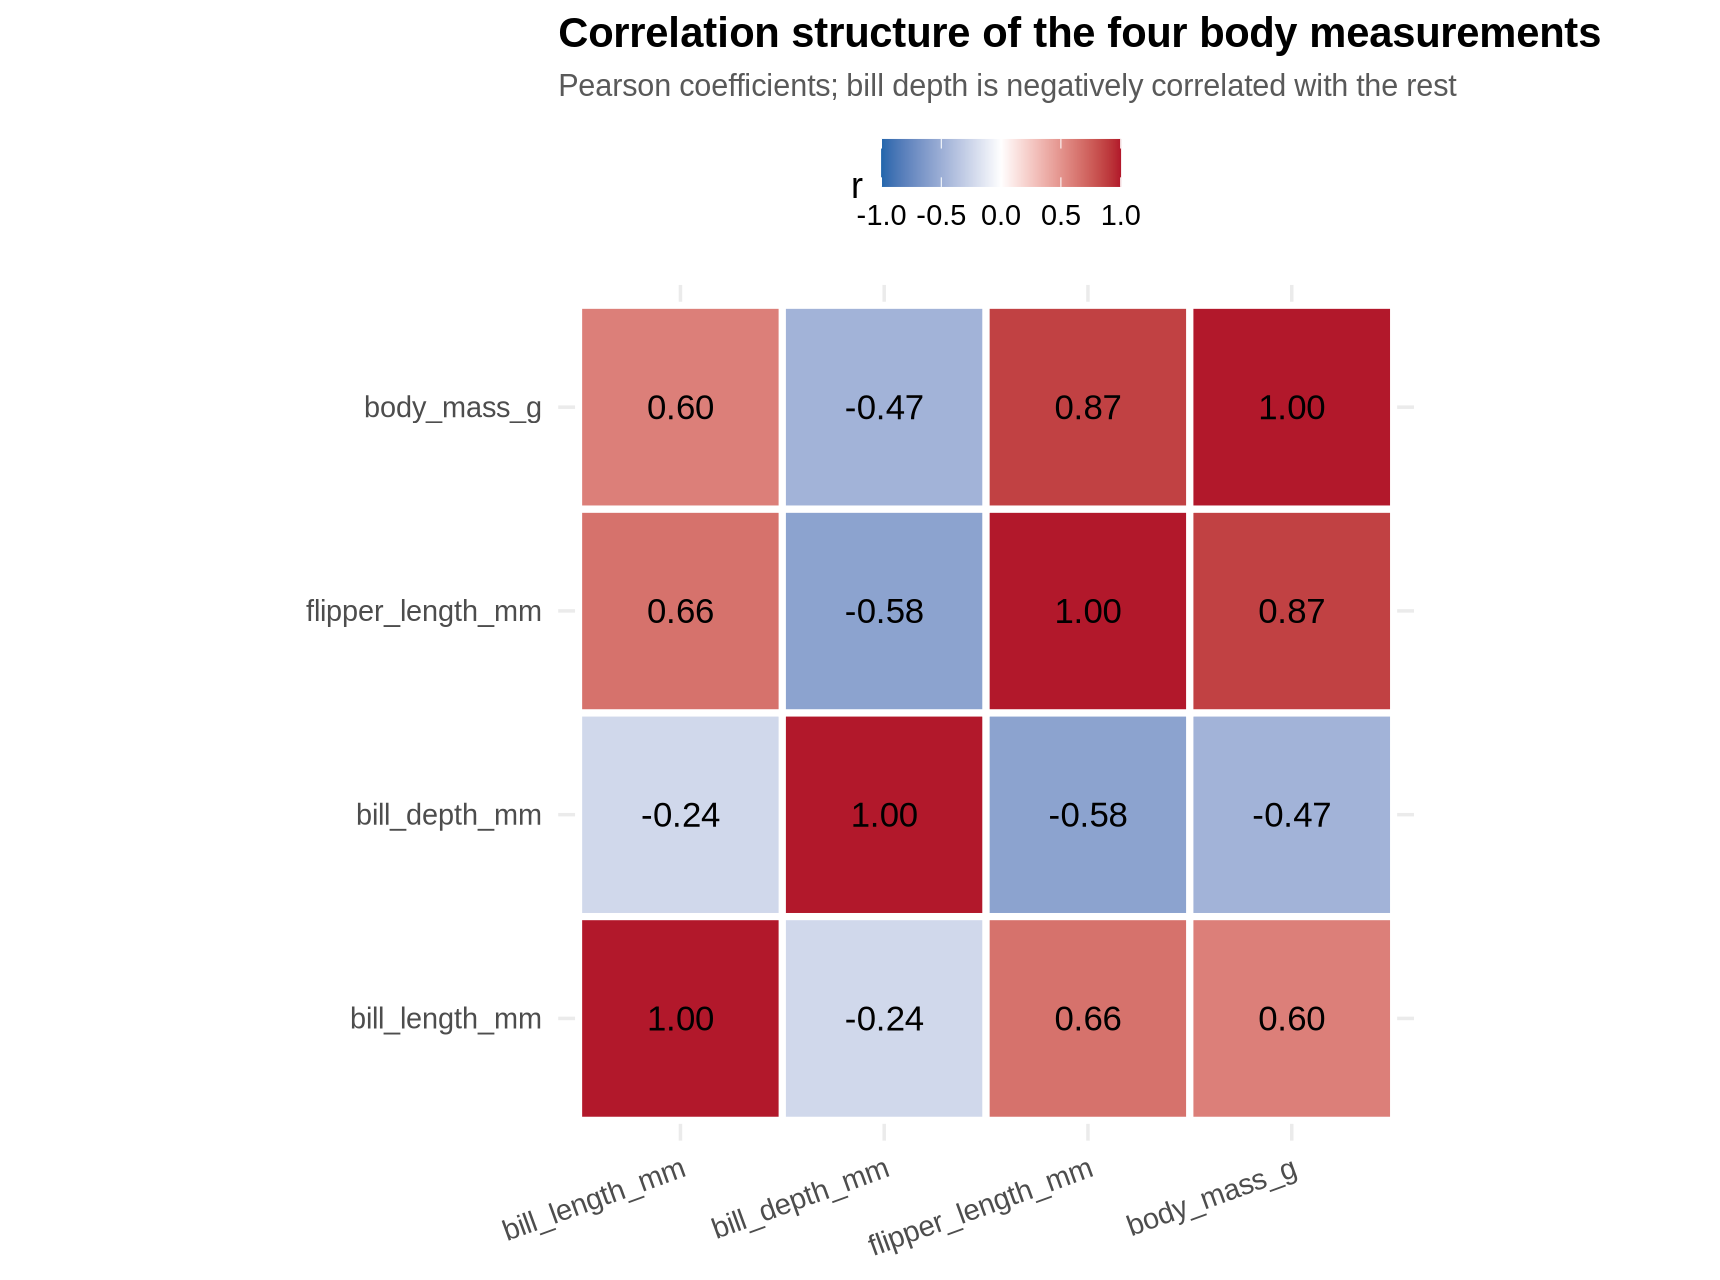 Correlation structure of the four body measurements
Pearson coefficients; bill depth is negatively correlated with the rest
r
-1.0 -0.5 0.0 0.5 1.0
body_mass_g 0.60 -0.47 0.87 1.00
flipper_length_mm 0.66 -0.58 1.00 0.87
bill_depth_mm -0.24 1.00 -0.58 -0.47
bill_length_mm 1.00 -0.24 0.66 0.60
bill_length_mm bill_depth_mm flipper_length_mm body_mass_g